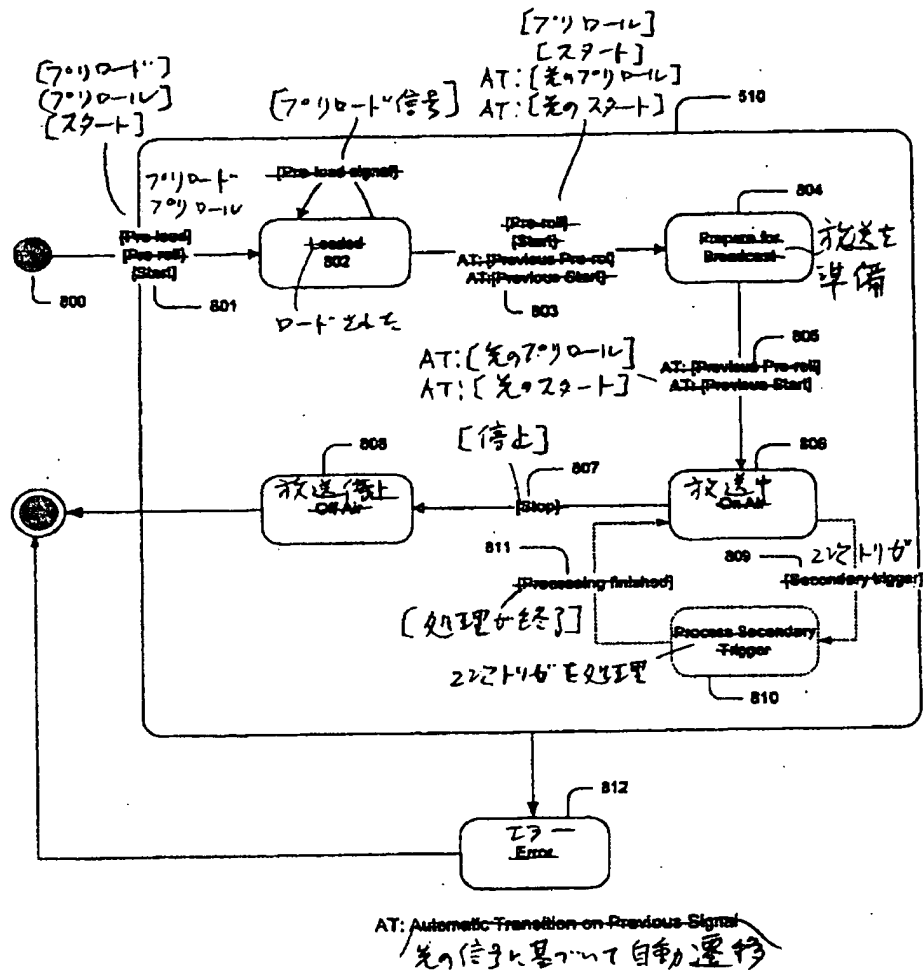 [プリロール]
[スタート]
AT:[先のプリロール]
AT:[先のスタート]
[プリロード]
[プリロール]
[スタート]
[プリロード信号]
510
プリロード
プリロール
[Pre-load signal]
[Pre-load]
[Pre-roll]
[Start]
800
801
Loaded
802
ロードされた
[Pre-roll]
[Start]
AT: [Previous Pre-rol]
AT:[Previous Start]
803
804
Prepare for
Broadcast
放送を
準備
AT:[先のプリロール]
AT:[先のスタート]
805
AT: [Previous Pre-roll]
AT: [Previous Start]
[停止]
808
放送停止
Off Air
807
[Stop]
806
放送中
On Air
811
[Processing finished]
[処理が終了]
809
2次トリガ
[Secondary trigger]
Process Secondary
Trigger
2次トリガを処理
810
812
エラー
Error
AT: Automatic Transition on Previous Signal
先の信号に基づいて自動遷移